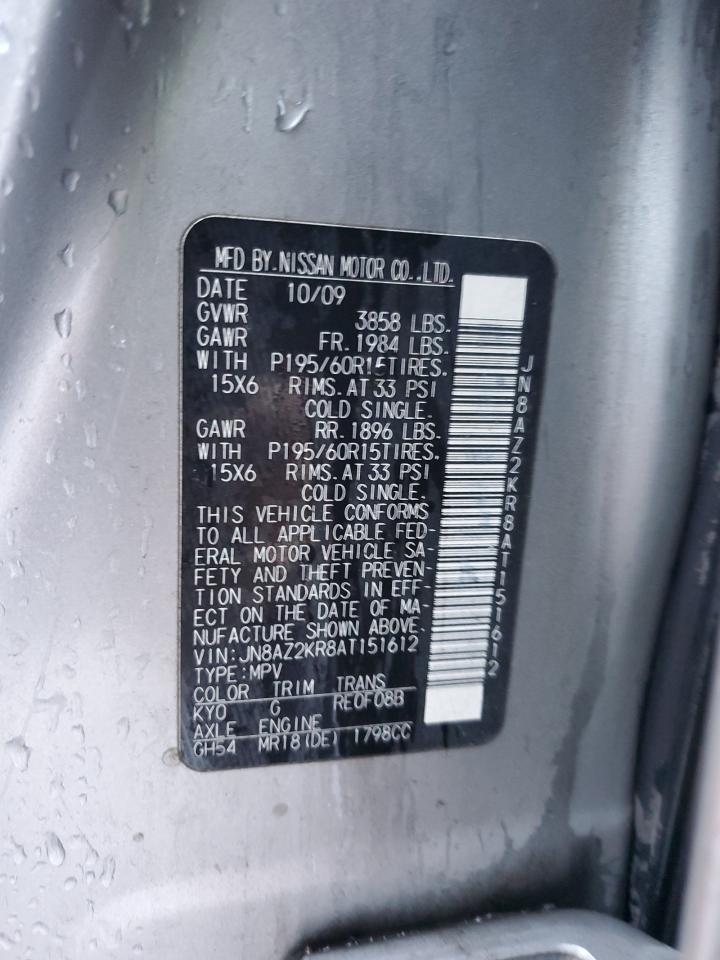 MFD BY.NISSAN MOTOR CO.,LTD.
DATE 10/09
GVWR 3858 LBS.
GAWR FR. 1984 LBS.
WITH P195/60R15TIRES.
15X6 RIMS. AT 33 PSI
COLD SINGLE.
GAWR RR. 1896 LBS.
WITH P195/60R15TIRES.
15X6 RIMS. AT 33 PSI
COLD SINGLE.
THIS VEHICLE CONFORMS
TO ALL APPLICABLE FED-
ERAL MOTOR VEHICLE SA-
FETY AND THEFT PREVEN-
TION STANDARDS IN EFF-
ECT ON THE DATE OF MA-
NUFACTURE SHOWN ABOVE.
VIN:JN8AZ2KR8AT151612
TYPE:MPV
COLOR TRIM TRANS
KY0 G RE0F08B
AXLE ENGINE
GH54 MR18(DE) 1798CC
JN8AZ2KR8AT151612